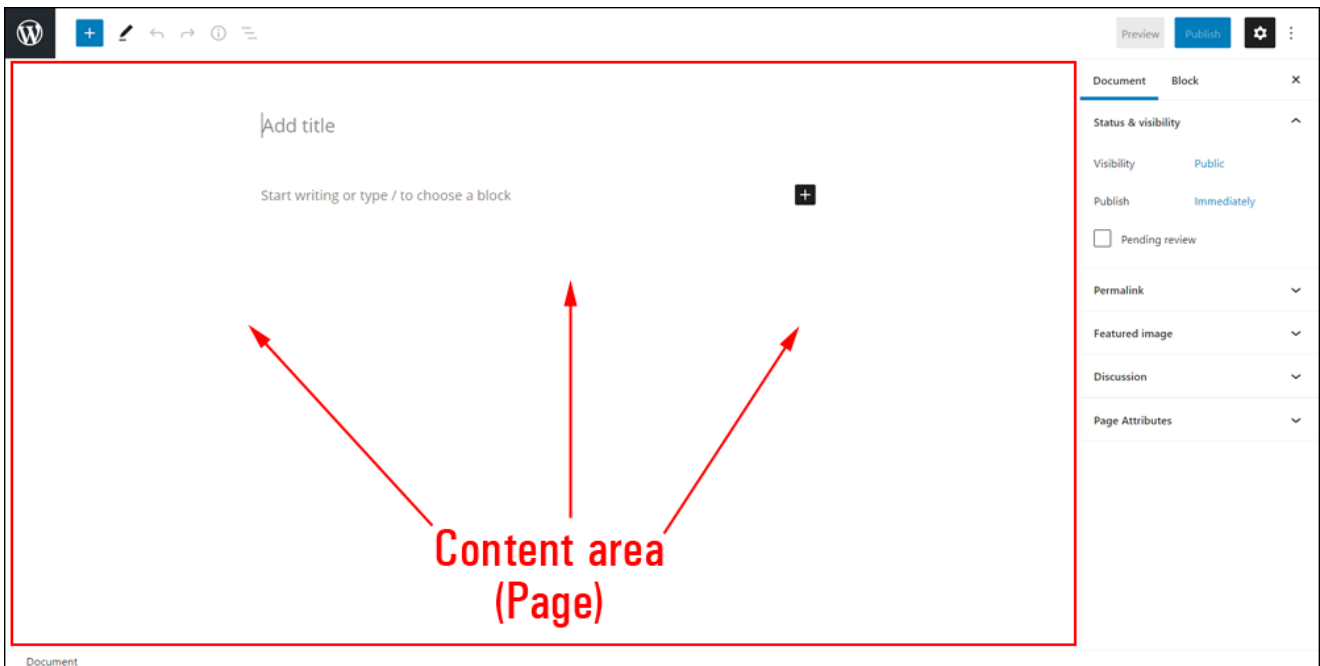 Preview
Publish
Document Block
Add title
Status & visibility
Visibility Public
Start writing or type / to choose a block
Publish Immediately
Pending review
Permalink
Featured image
Discussion
Page Attributes
Content area
(Page)
Document